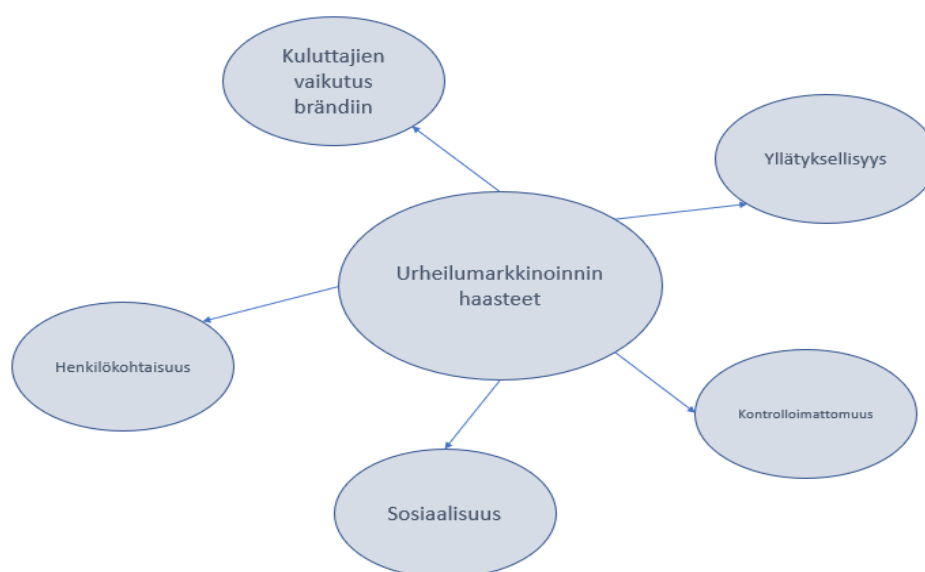 Kuluttajien
vaikutus
brändiin
Yllätyksellisyys
Urheilumarkkinoinnin
haasteet
Henkilökohtaisuus
Kontrolloimattomuus
Sosiaalisuus